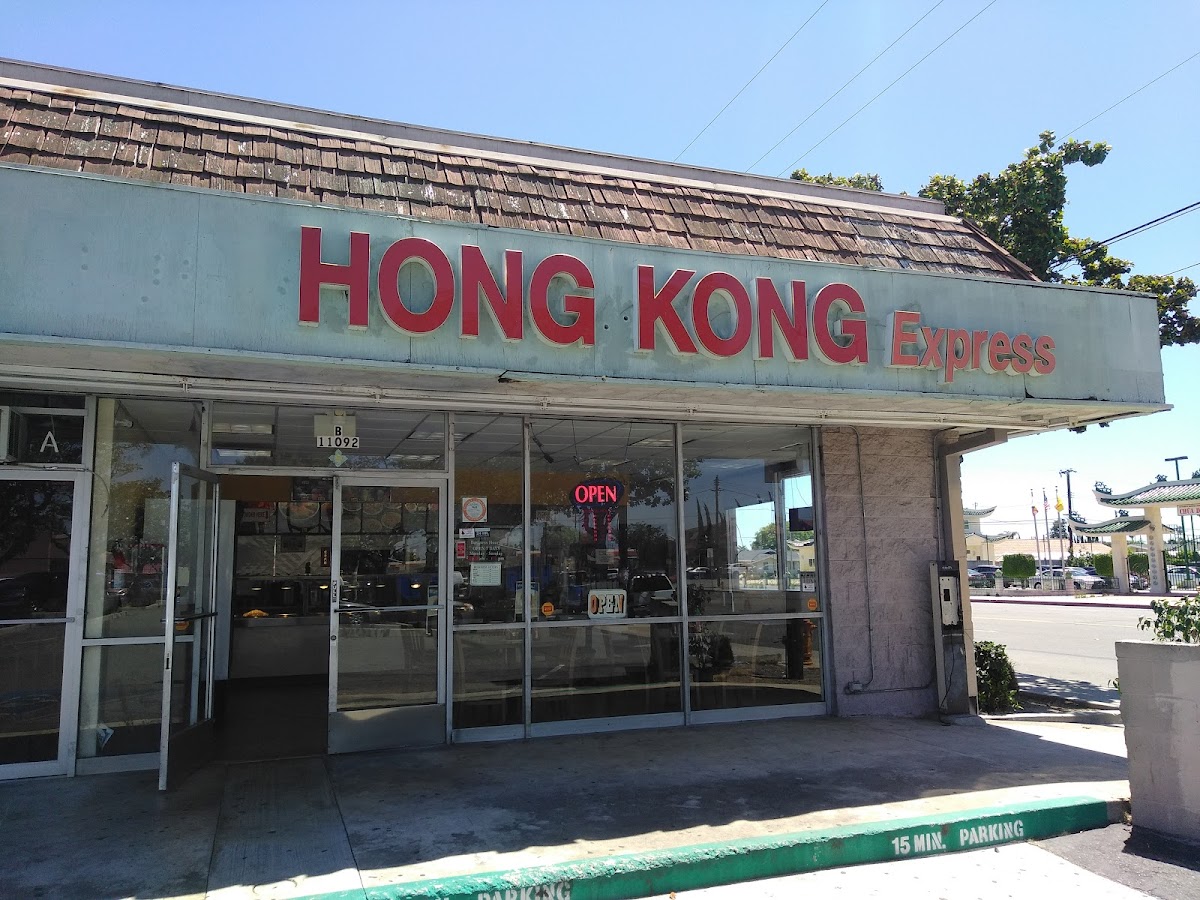 HONG KONG Express
A
B
11092
OPEN
OPEN
15 MIN. PARKING
PARKING